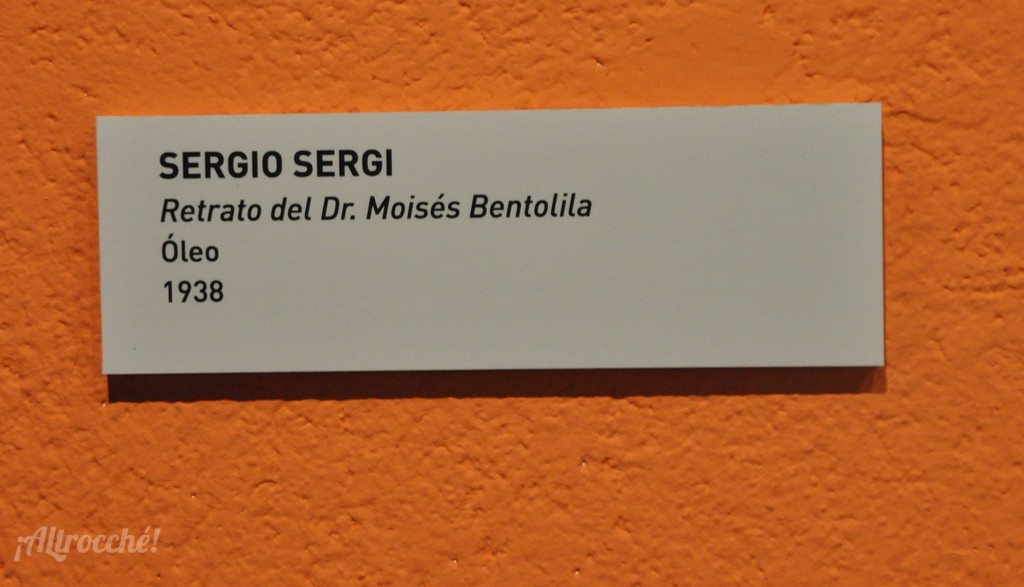 SERGIO SERGI
Retrato del Dr. Moisés Bentolila
Óleo
1938
¡Altrocché!